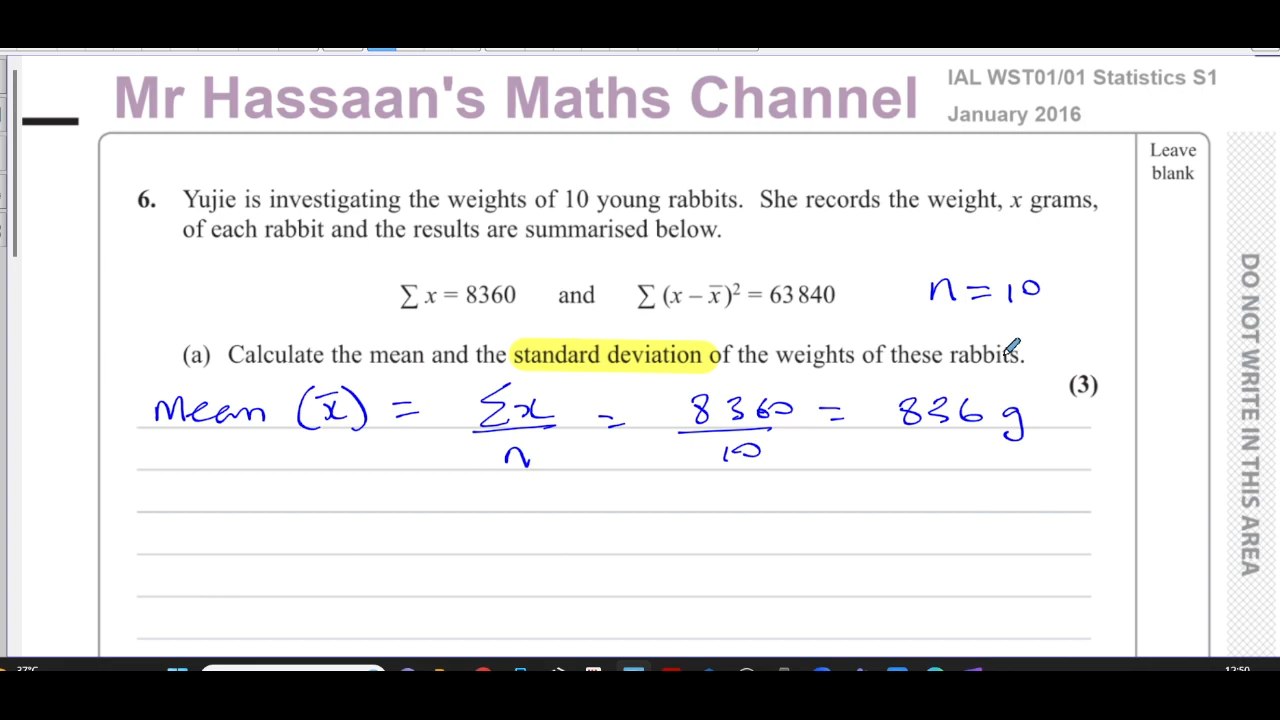 Mr Hassaan's Maths Channel
IAL WST01/01 Statistics S1
January 2016
Leave
blank
6. Yujie is investigating the weights of 10 young rabbits. She records the weight, x grams,
of each rabbit and the results are summarised below.
∑ x = 8360 and ∑ (x – x̄)² = 63 840 n = 10
(a) Calculate the mean and the standard deviation of the weights of these rabbits.
(3)
Mean (x̄) = ∑x / n = 8360 / 10 = 836 g
DO NOT WRITE IN THIS AREA
37°C
12:50